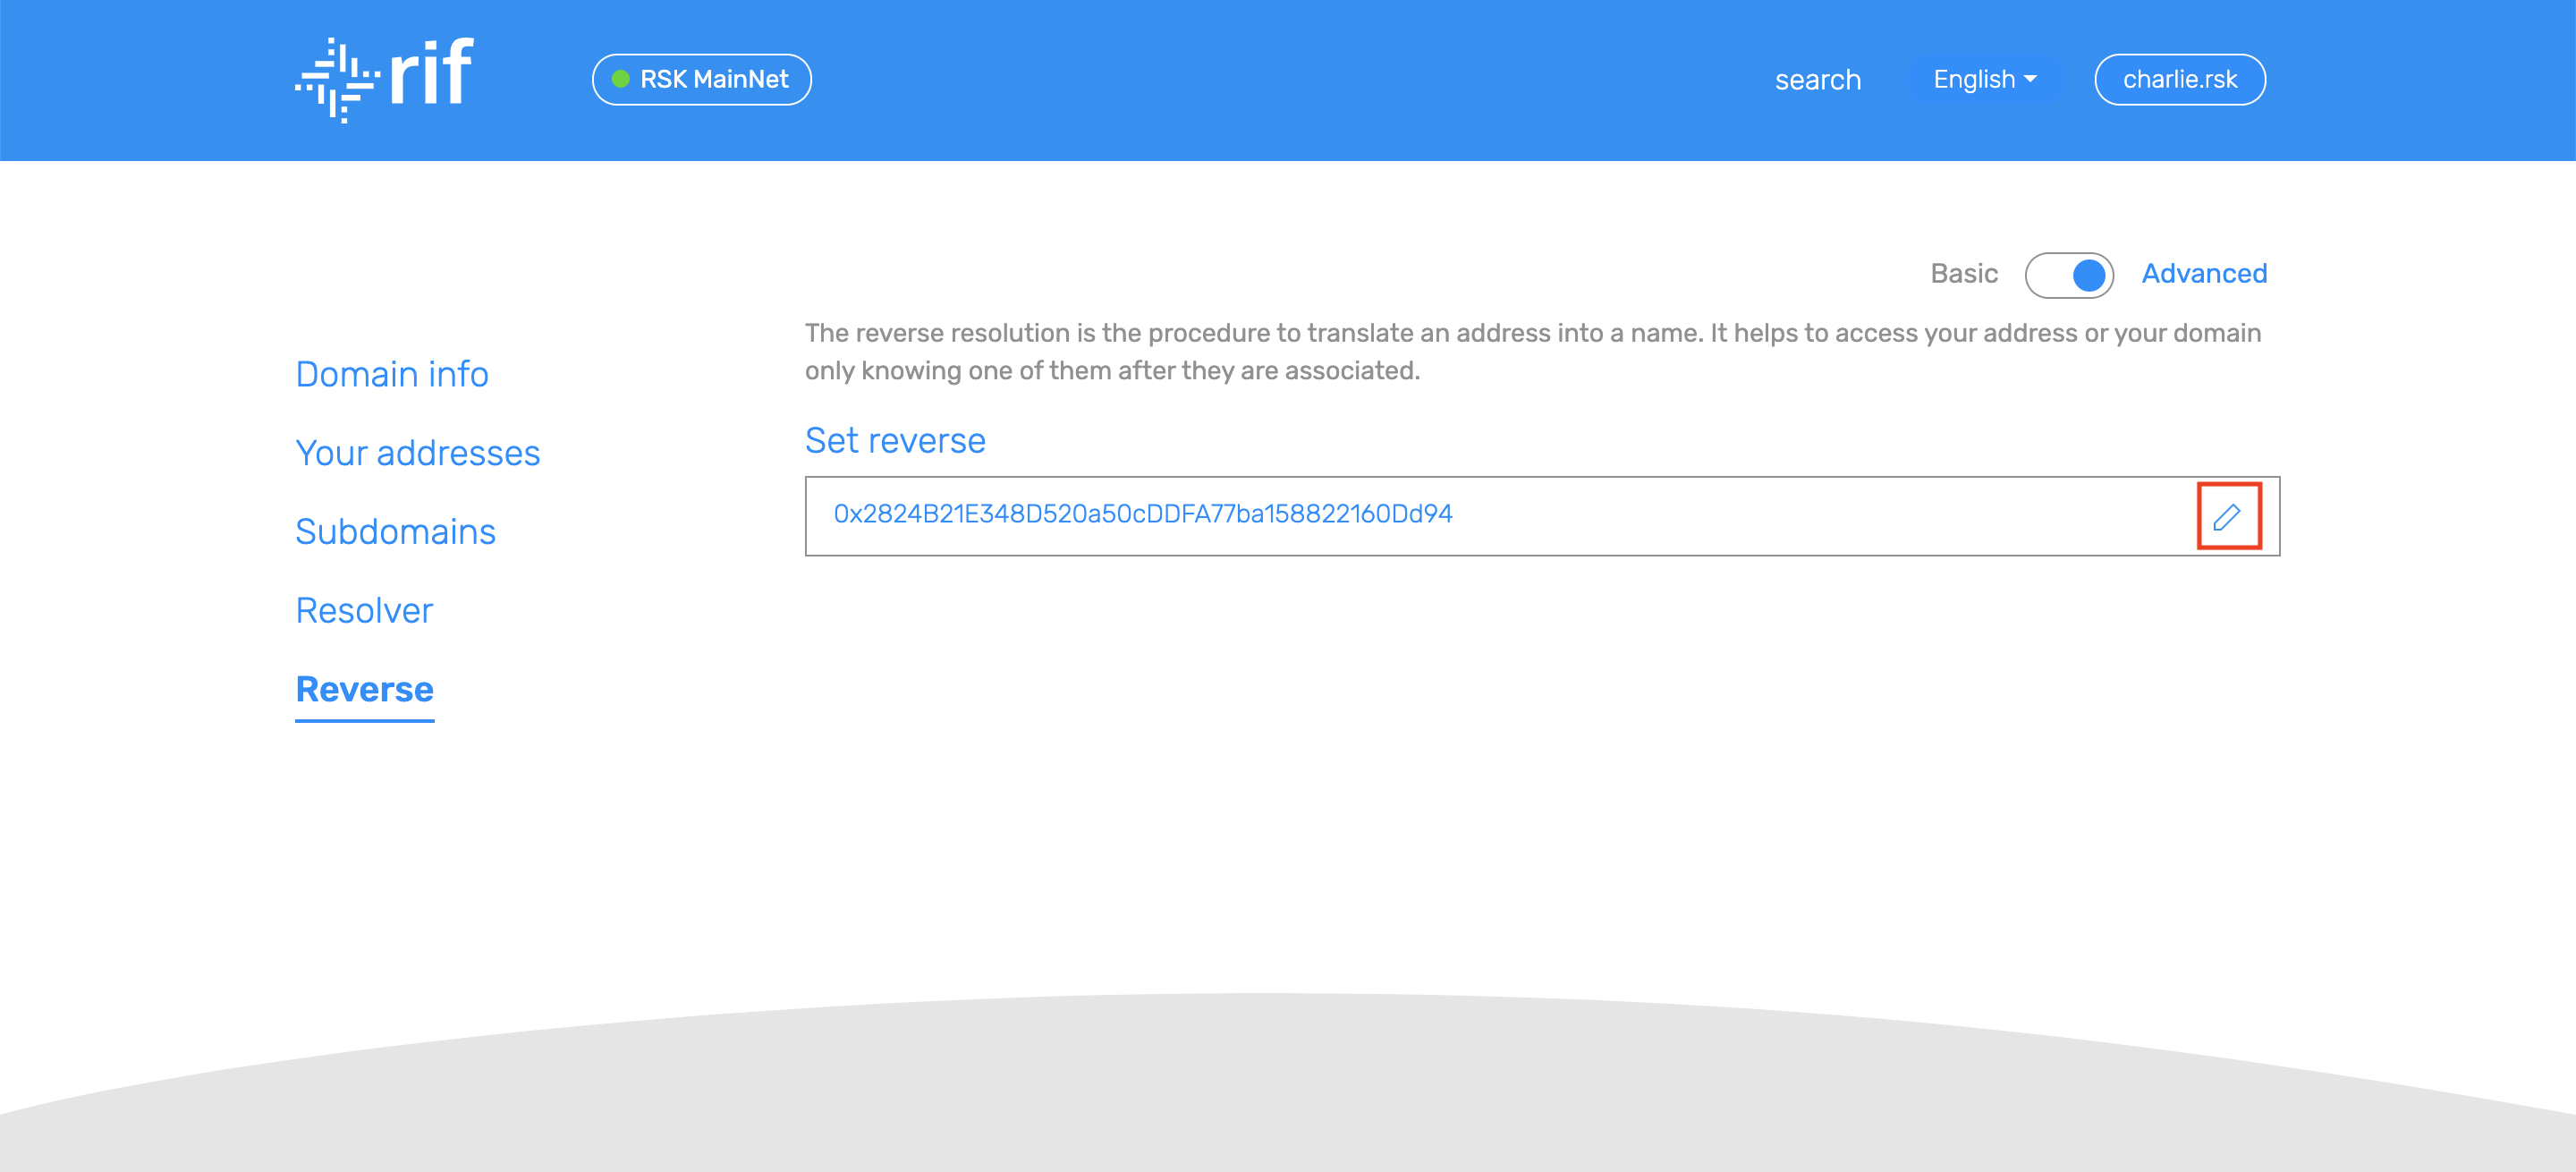 rif
RSK MainNet
search
English
charlie.rsk
Basic
Advanced
The reverse resolution is the procedure to translate an address into a name. It helps to access your address or your domain
only knowing one of them after they are associated.
Domain info
Your addresses
Subdomains
Resolver
Reverse
Set reverse
0x2824B21E348D520a50cDDFA77ba158822160Dd94